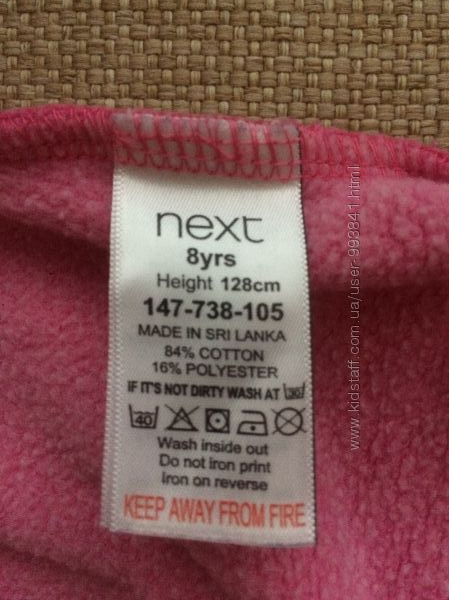 next
8yrs
Height 128cm
147-738-105
MADE IN SRI LANKA
84% COTTON
16% POLYESTER
IF IT'S NOT DIRTY WASH AT 30
40
Wash inside out
Do not iron print
Iron on reverse
KEEP AWAY FROM FIRE
www.kidstaff.com.ua/user-993841.html